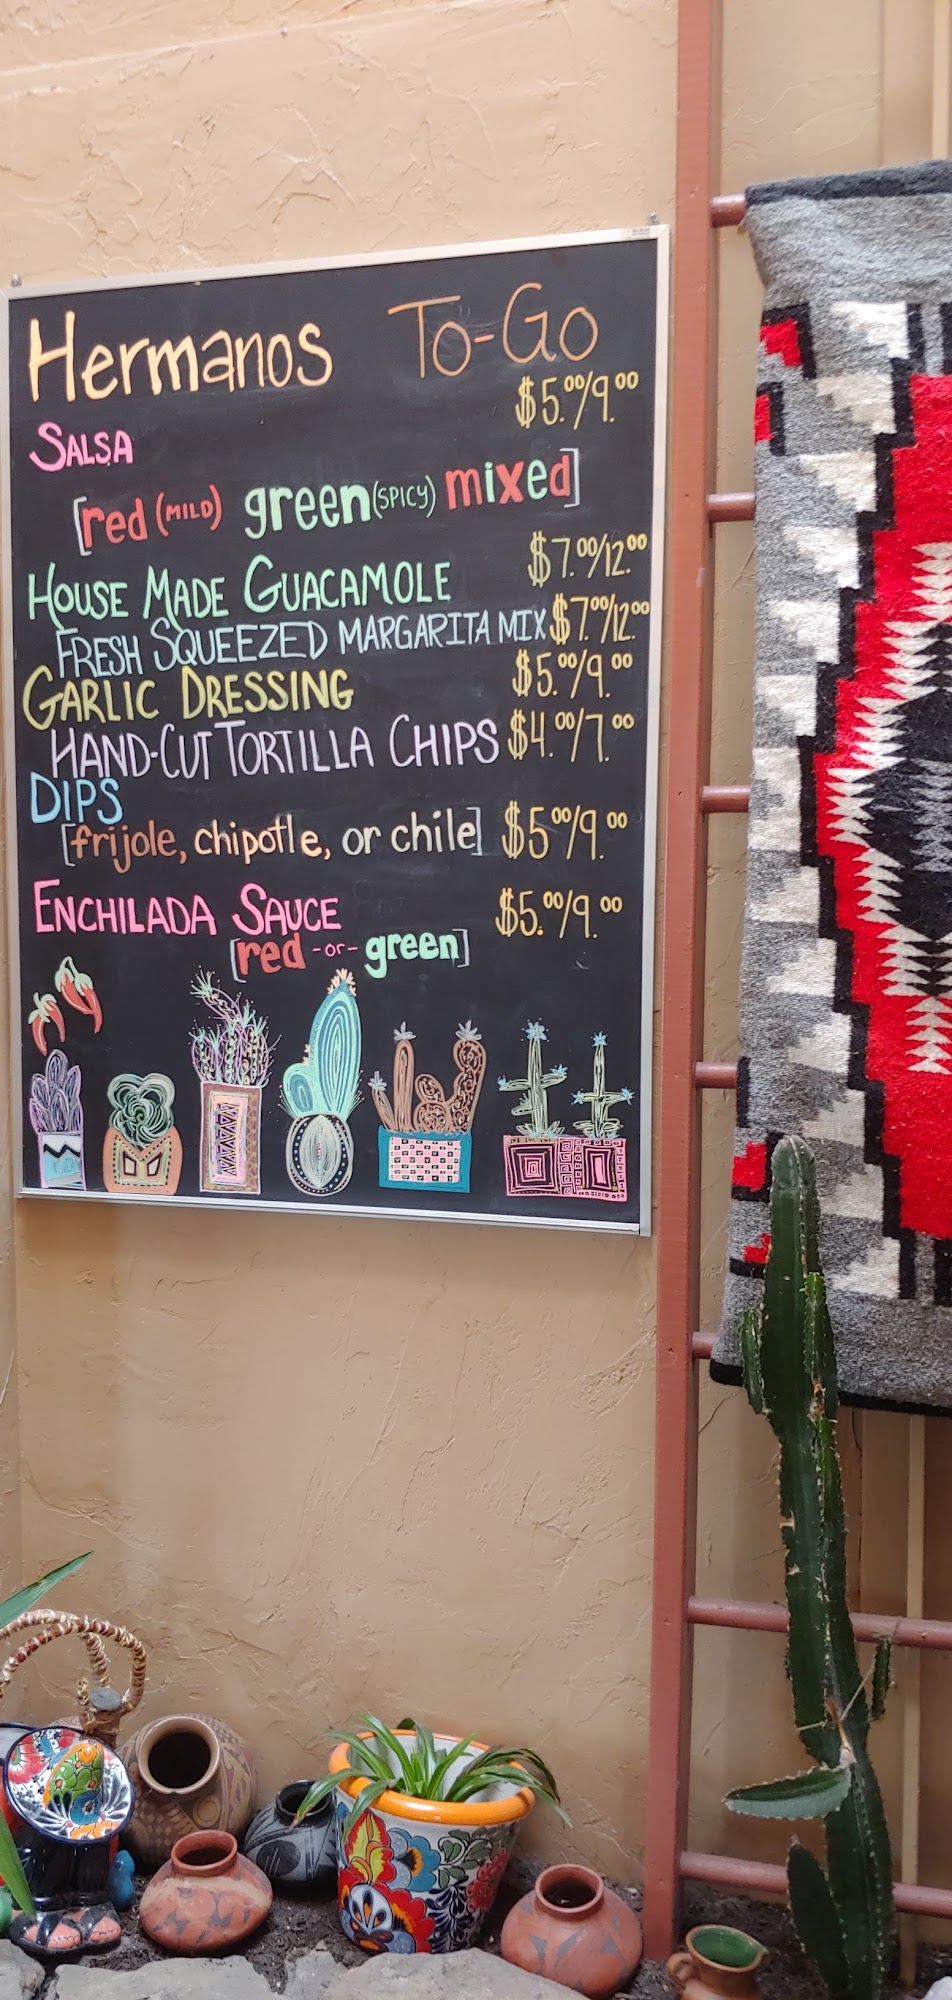 Hermanos To-Go
$5.00/9.00
SALSA
[red (MILD) green (SPICY) mixed]
HOUSE MADE GUACAMOLE $7.00/12.00
FRESH SQUEEZED MARGARITA MIX $7.00/12.00
GARLIC DRESSING $5.00/9.00
HAND-CUT TORTILLA CHIPS $4.00/7.00
DIPS
[frijole, chipotle, or chile] $5.00/9.00
ENCHILADA SAUCE $5.00/9.00
[red -or- green]